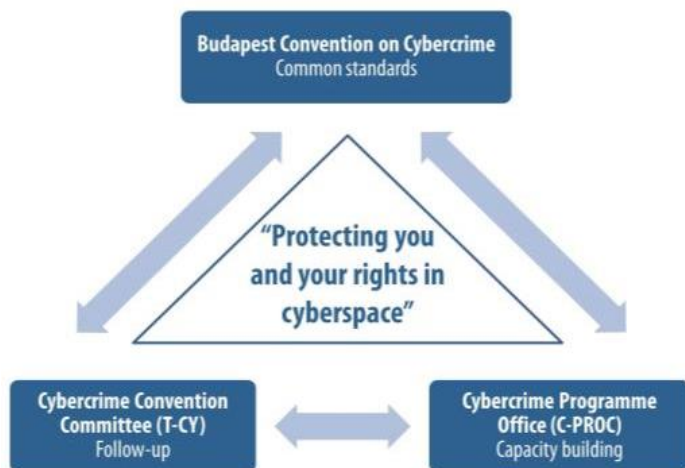 Budapest Convention on Cybercrime
Common standards
“Protecting you
and your rights in
cyberspace”
Cybercrime Convention
Committee (T-CY)
Follow-up
Cybercrime Programme
Office (C-PROC)
Capacity building